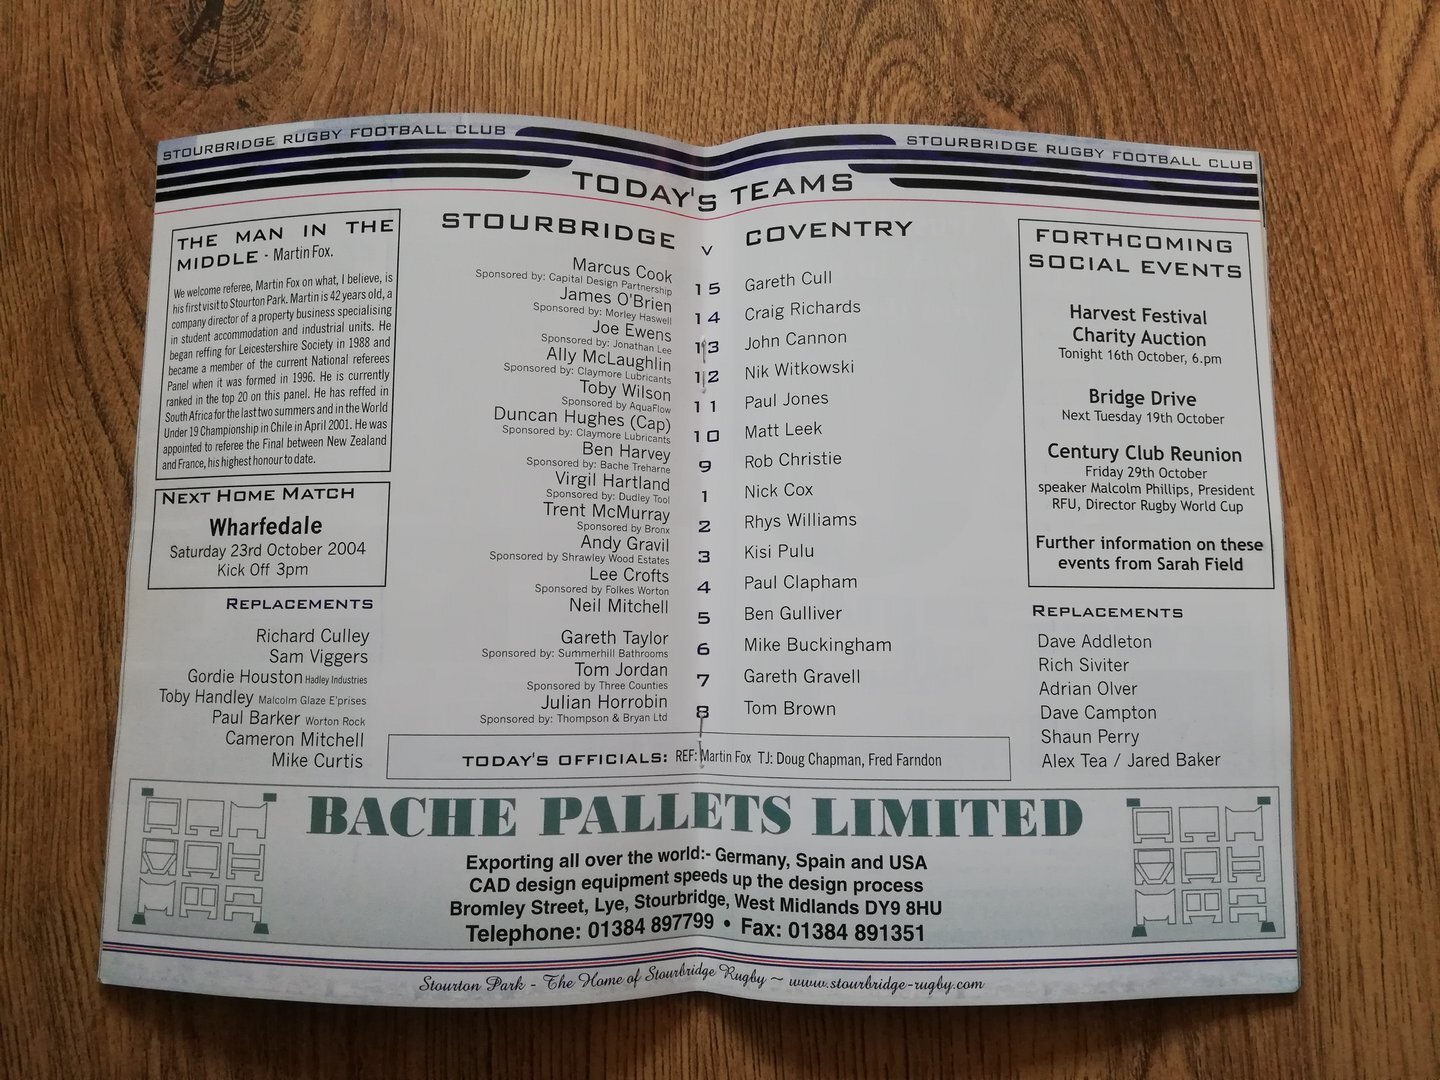 STOURBRIDGE RUGBY FOOTBALL CLUB
STOURBRIDGE RUGBY FOOTBALL CLUB
TODAY'S TEAMS
THE MAN IN THE
MIDDLE - Martin Fox.
We welcome referee, Martin Fox on what, I believe, is
his first visit to Stourton Park. Martin is 42 years old, a
company director of a property business specialising
in student accommodation and industrial units. He
began reffing for Leicestershire Society in 1988 and
became a member of the current National referees
Panel when it was formed in 1996. He is currently
ranked in the top 20 on this panel. He has reffed in
South Africa for the last two summers and in the World
Under 19 Championship in Chile in April 2001. He was
appointed to referee the Final between New Zealand
and France, his highest honour to date.
NEXT HOME MATCH
Wharfedale
Saturday 23rd October 2004
Kick Off 3pm
REPLACEMENTS
Richard Culley
Sam Viggers
Gordie Houston Hadley Industries
Toby Handley Malcolm Glaze E'prises
Paul Barker Worton Rock
Cameron Mitchell
Mike Curtis
STOURBRIDGE v COVENTRY
Marcus Cook 15 Gareth Cull
Sponsored by: Capital Design Partnership
James O'Brien 14 Craig Richards
Sponsored by: Morley Haswell
Joe Ewens 13 John Cannon
Sponsored by: Jonathan Lee
Ally McLaughlin 12 Nik Witkowski
Sponsored by: Claymore Lubricants
Toby Wilson 11 Paul Jones
Sponsored by AquaFlow
Duncan Hughes (Cap) 10 Matt Leek
Sponsored by: Claymore Lubricants
Ben Harvey 9 Rob Christie
Sponsored by: Bache Treharne
Virgil Hartland 1 Nick Cox
Sponsored by: Dudley Tool
Trent McMurray 2 Rhys Williams
Sponsored by Bronx
Andy Gravil 3 Kisi Pulu
Sponsored by Shrawley Wood Estates
Lee Crofts 4 Paul Clapham
Sponsored by Folkes Worton
Neil Mitchell 5 Ben Gulliver
Gareth Taylor 6 Mike Buckingham
Sponsored by: Summerhill Bathrooms
Tom Jordan 7 Gareth Gravell
Sponsored by Three Counties
Julian Horrobin 8 Tom Brown
Sponsored by: Thompson & Bryan Ltd
FORTHCOMING
SOCIAL EVENTS
Harvest Festival
Charity Auction
Tonight 16th October, 6.pm
Bridge Drive
Next Tuesday 19th October
Century Club Reunion
Friday 29th October
speaker Malcolm Phillips, President
RFU, Director Rugby World Cup
Further information on these
events from Sarah Field
REPLACEMENTS
Dave Addleton
Rich Siviter
Adrian Olver
Dave Campton
Shaun Perry
Alex Tea / Jared Baker
TODAY'S OFFICIALS: REF: Martin Fox TJ: Doug Chapman, Fred Farndon
BACHE PALLETS LIMITED
Exporting all over the world:- Germany, Spain and USA
CAD design equipment speeds up the design process
Bromley Street, Lye, Stourbridge, West Midlands DY9 8HU
Telephone: 01384 897799 • Fax: 01384 891351
Stourton Park - The Home of Stourbridge Rugby ~ www.stourbridge-rugby.com